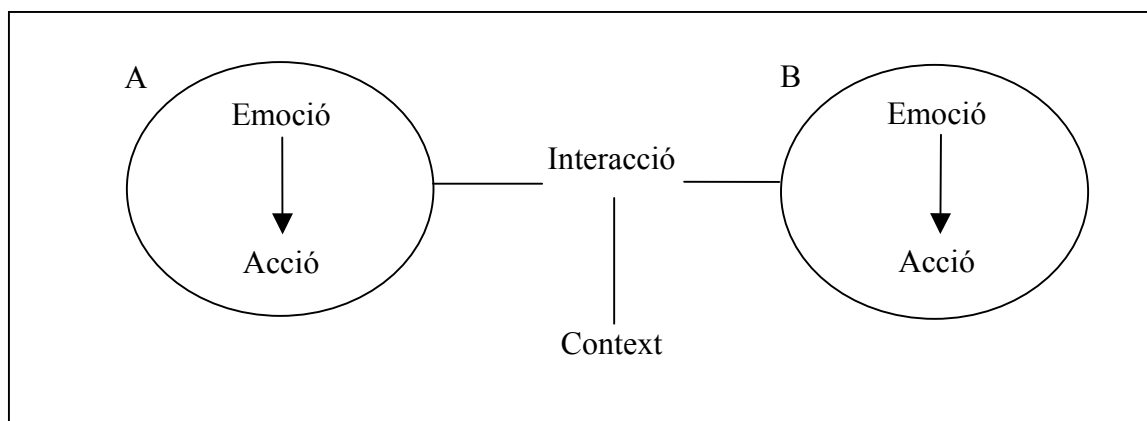 A
B
Emoció
Emoció
Interacció
Acció
Acció
Context